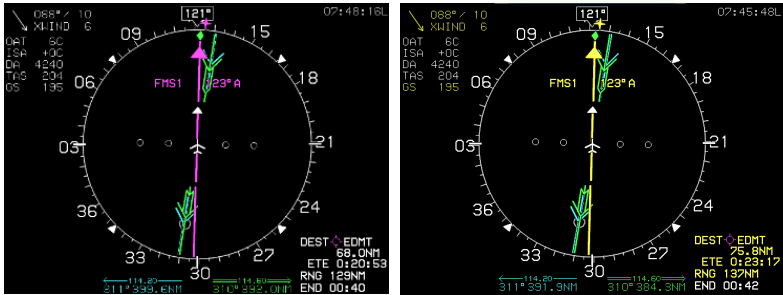 088° / 10
XWIND 6
OAT 6C
ISA +0C
DA 4240
TAS 204
GS 195
121°
07:48:16L
09
15
06
18
FMS1
123°A
03
21
36
24
33
27
30
DEST EDMT
68.0NM
ETE 0:20:53
RNG 129NM
END 00:40
114.20
311°399.6NM
114.60
310°392.0NM
088° / 10
XWIND 6
OAT 6C
ISA +0C
DA 4240
TAS 204
GS 195
121°
07:45:48L
09
15
06
18
FMS1
123°A
03
21
36
24
33
27
30
DEST EDMT
75.8NM
ETE 0:23:17
RNG 137NM
END 00:42
114.20
311°391.9NM
114.60
310°384.3NM